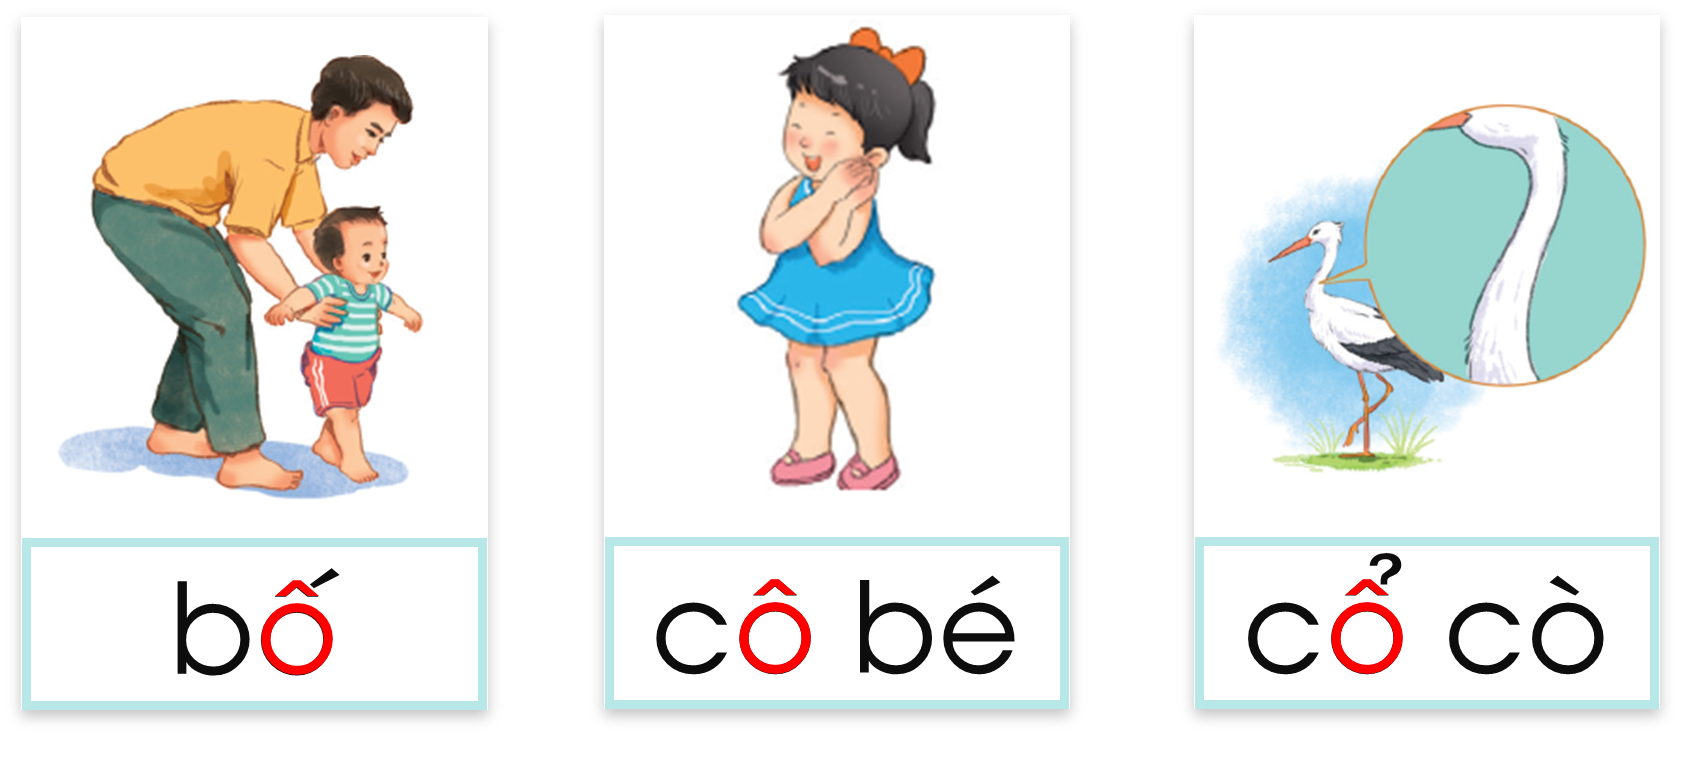 bố
cô bé
cổ cò